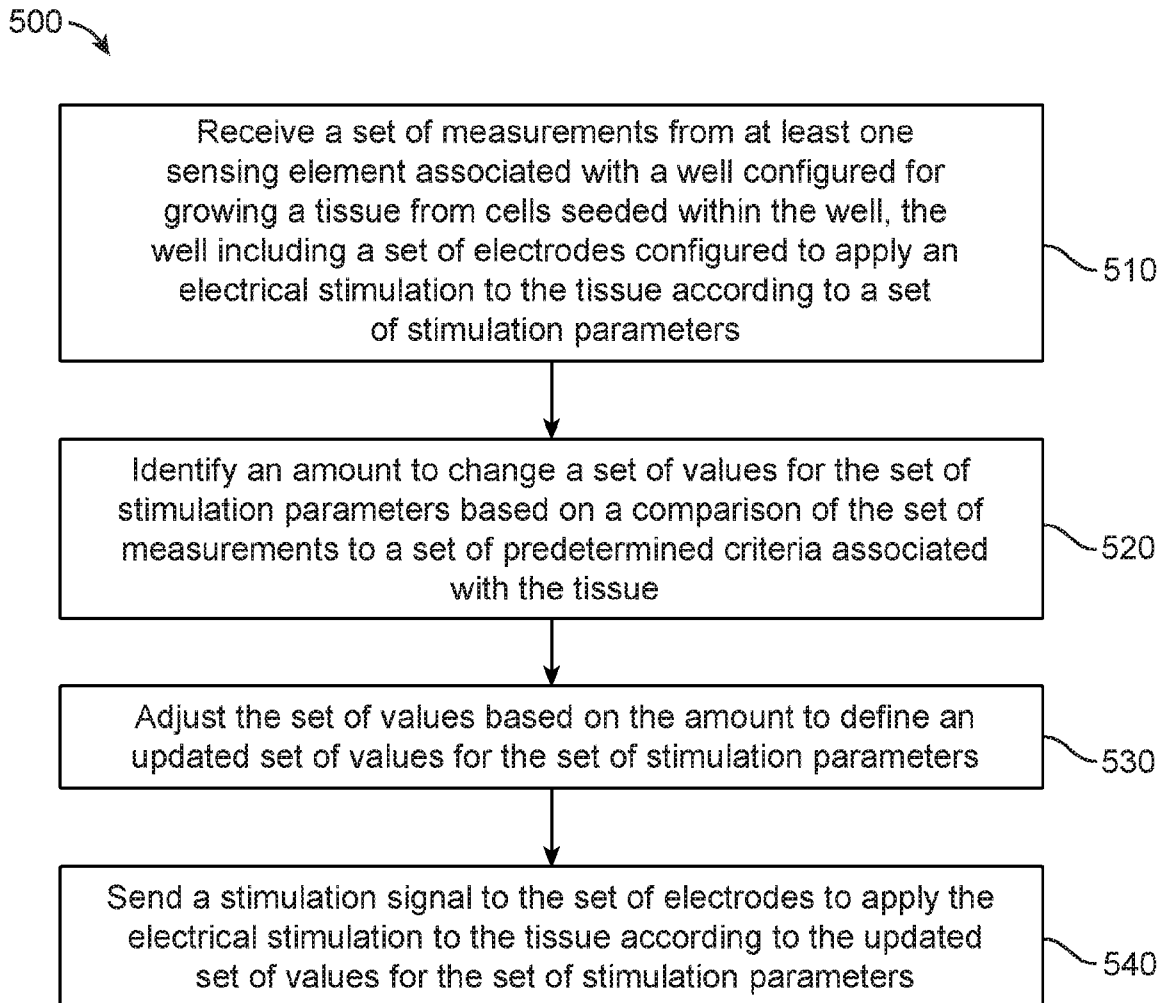 500
Receive a set of measurements from at least one
sensing element associated with a well configured for
growing a tissue from cells seeded within the well, the
well including a set of electrodes configured to apply an
electrical stimulation to the tissue according to a set
of stimulation parameters
510
Identify an amount to change a set of values for the set of
stimulation parameters based on a comparison of the set of
measurements to a set of predetermined criteria associated
with the tissue
520
Adjust the set of values based on the amount to define an
updated set of values for the set of stimulation parameters
530
Send a stimulation signal to the set of electrodes to apply the
electrical stimulation to the tissue according to the updated
set of values for the set of stimulation parameters
540